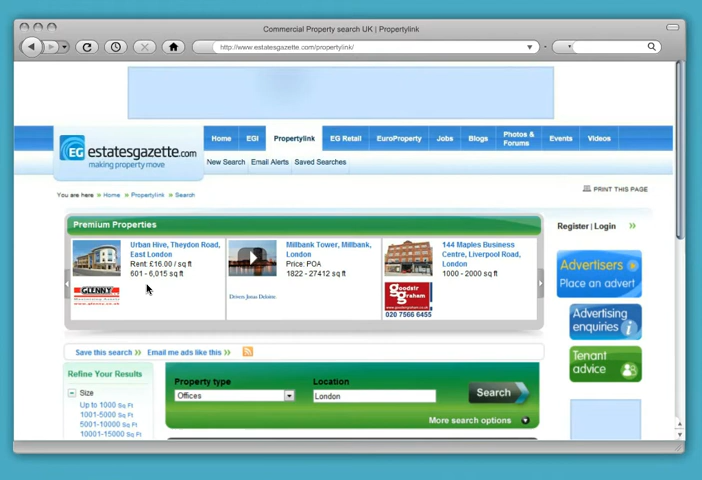 Commercial Property search UK | Propertylink
http://www.estatesgazette.com/propertylink/
Home EGI Propertylink EG Retail EuroProperty Jobs Blogs Photos & Forums Events Videos
EG estatesgazette.com
making property move
New Search Email Alerts Saved Searches
You are here » Home » Propertylink » Search
PRINT THIS PAGE
Premium Properties
Register | Login »
Urban Hive, Theydon Road,
East London
Rent: £16.00 / sq ft
601 - 6,015 sq ft
GLENNY
Millbank Tower, Millbank,
London
Price: POA
1822 - 27412 sq ft
Drivers Jonas Deloitte
144 Maples Business
Centre, Liverpool Road,
London
1000 - 2000 sq ft
goodsir
graham
020 7566 6455
Advertisers
Place an advert
Advertising
enquiries
Tenant
advice
Save this search » Email me ads like this »
Refine Your Results
Size
Up to 1000 Sq Ft
1001-5000 Sq Ft
5001-10000 Sq Ft
10001-15000 Sq Ft
Property type Location
Offices London Search
More search options